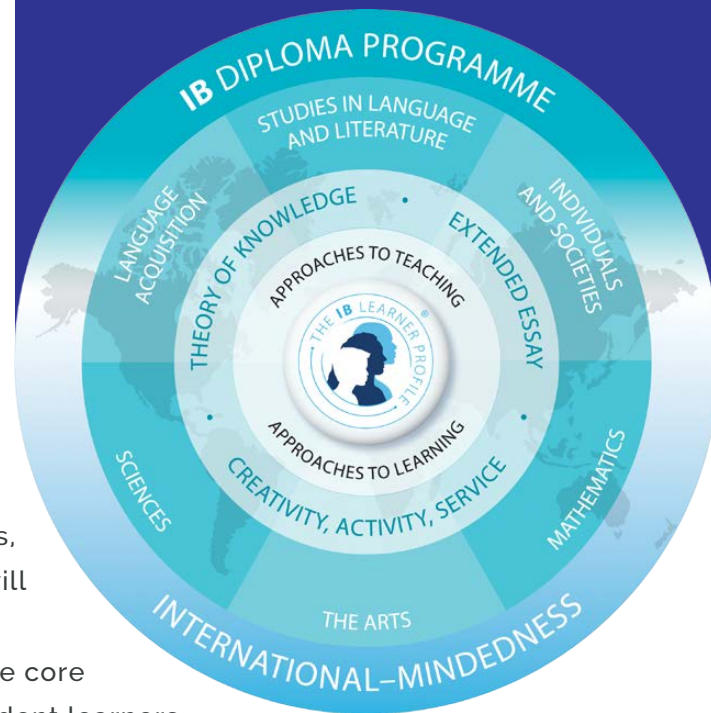 IB DIPLOMA PROGRAMME
STUDIES IN LANGUAGE
AND LITERATURE
LANGUAGE
ACQUISITION
INDIVIDUALS
AND SOCIETIES
THEORY OF KNOWLEDGE
EXTENDED ESSAY
APPROACHES TO TEACHING
THE IB LEARNER PROFILE ®
APPROACHES TO LEARNING
CREATIVITY, ACTIVITY, SERVICE
SCIENCES
MATHEMATICS
THE ARTS
INTERNATIONAL–MINDEDNESS
core
learners